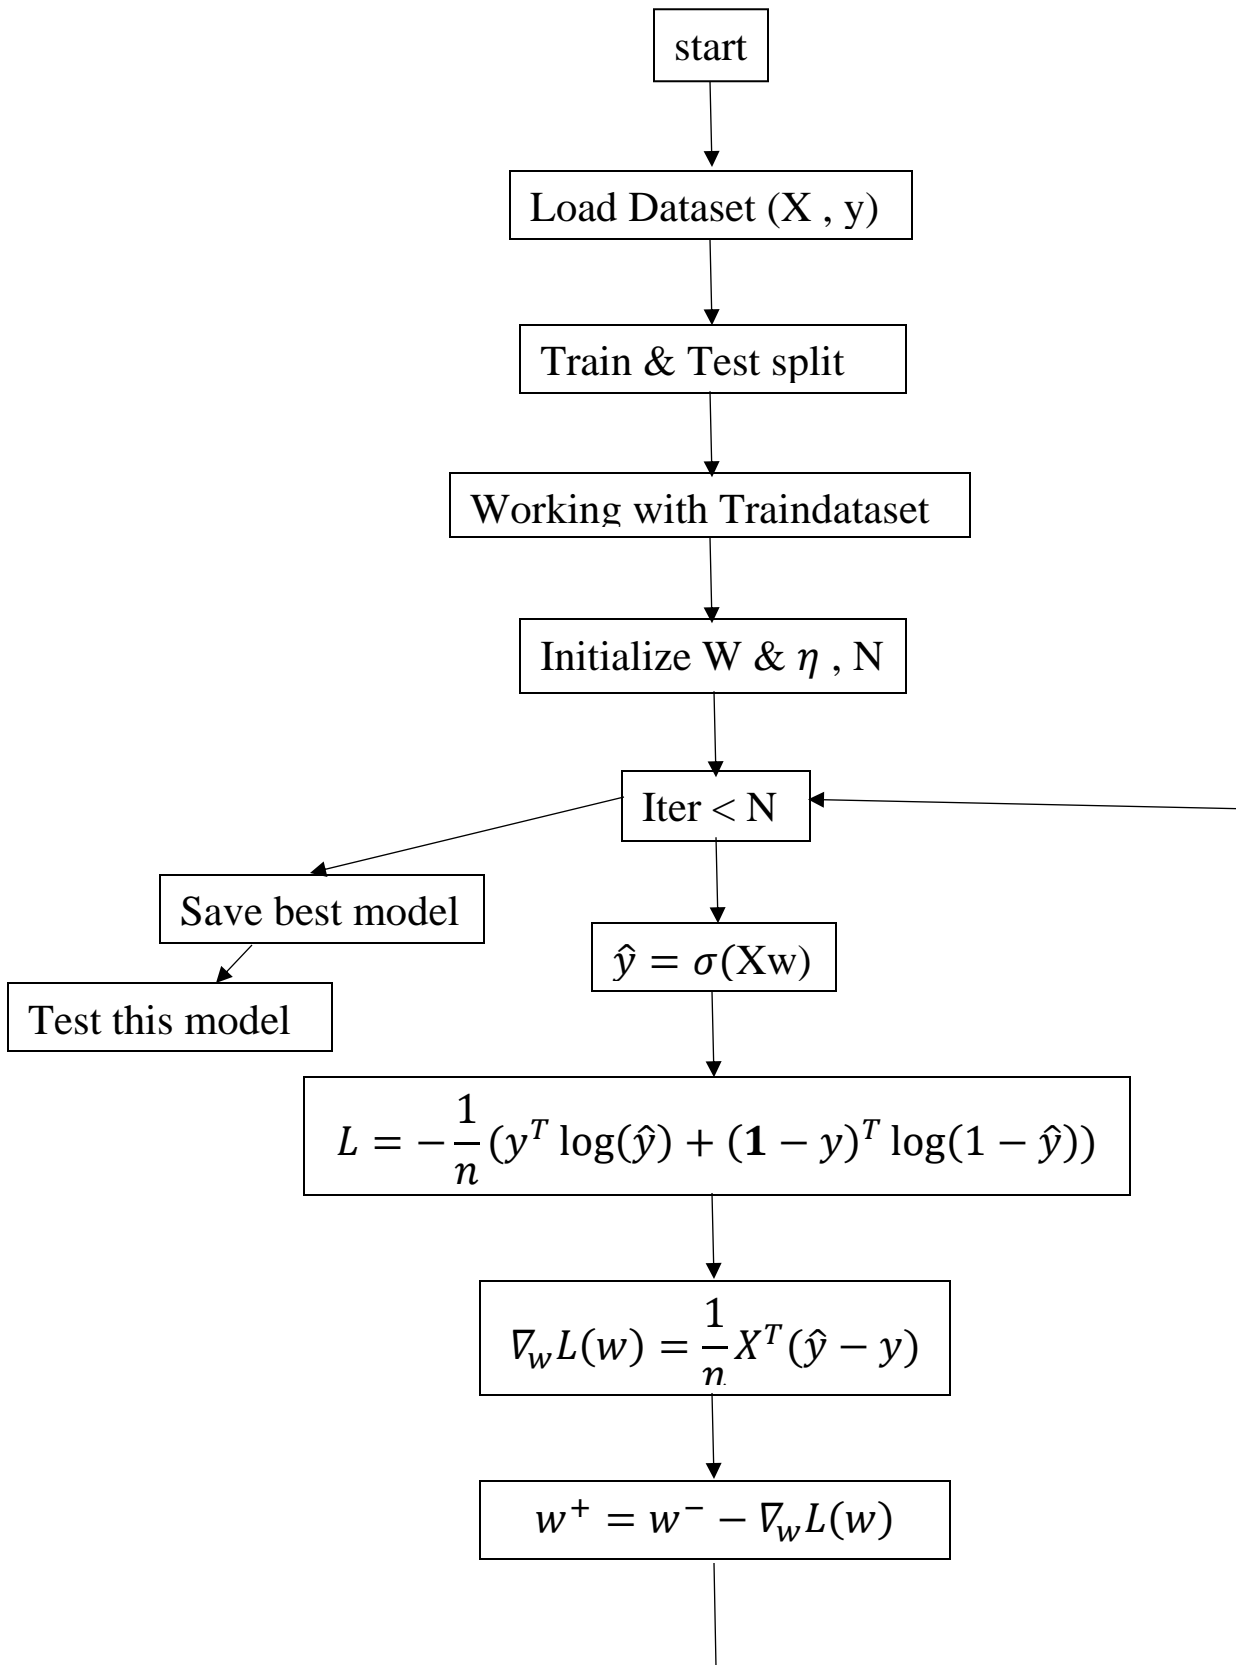 start
Load Dataset (X , y)
Train & Test split
Working with Traindataset
Initialize W & η , N
Iter < N
Save best model
ŷ = σ(Xw)
Test this model
L = − 1/n (y^T log(ŷ) + (𝟏 − y)^T log(1 − ŷ))
∇_w L(w) = 1/n X^T (ŷ − y)
w^+ = w^− − ∇_w L(w)